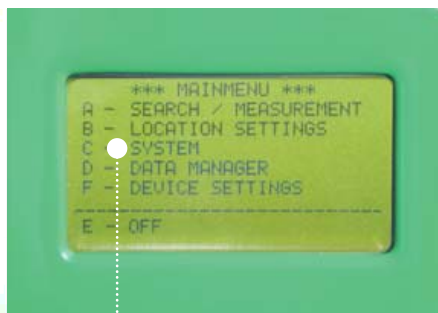 *** MAINMENU ***
A - SEARCH / MEASUREMENT
B - LOCATION SETTINGS
C - SYSTEM
D - DATA MANAGER
F - DEVICE SETTINGS
E - OFF